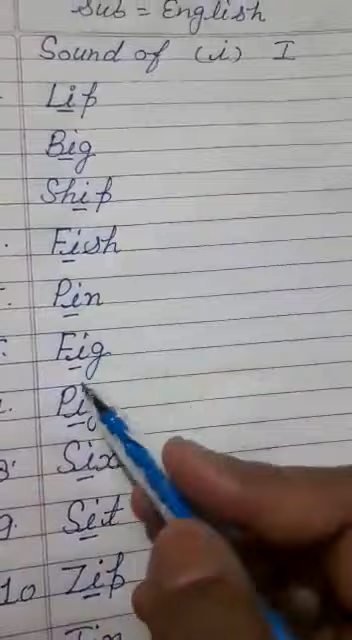 Sub = English
Sound of (i) I
Lip
Big
Ship
Fish
Pin
Fig
8. Six
9. Sit
10 Zip